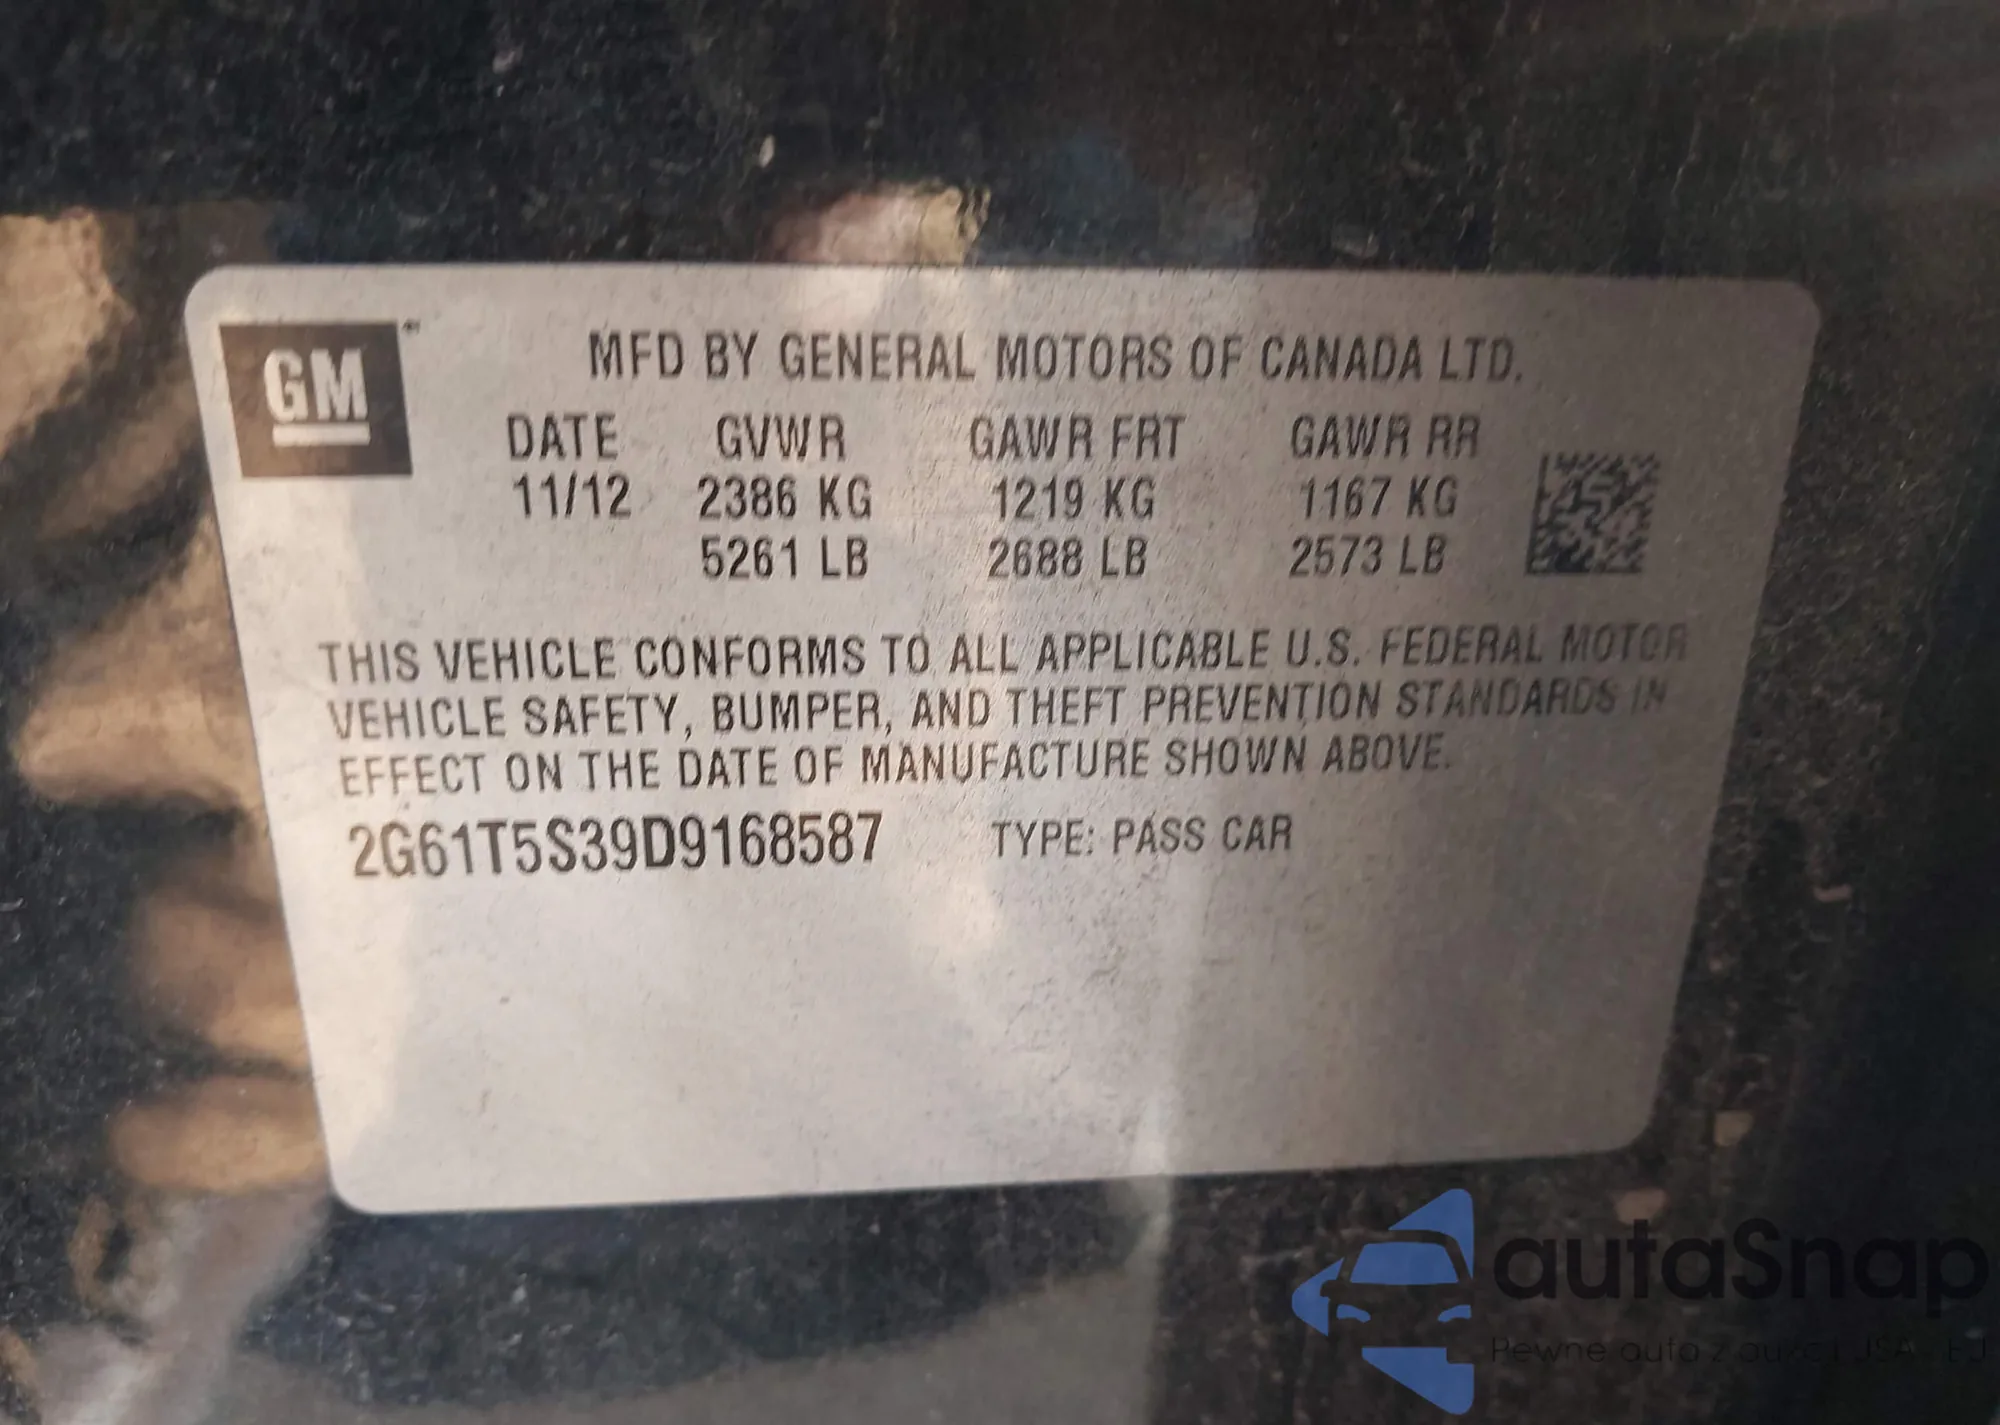 GM
MFD BY GENERAL MOTORS OF CANADA LTD.
DATE GVWR GAWR FRT GAWR RR
11/12 2386 KG 1219 KG 1167 KG
5261 LB 2688 LB 2573 LB
THIS VEHICLE CONFORMS TO ALL APPLICABLE U.S. FEDERAL MOTOR
VEHICLE SAFETY, BUMPER, AND THEFT PREVENTION STANDARDS IN
EFFECT ON THE DATE OF MANUFACTURE SHOWN ABOVE.
2G61T5S39D9168587 TYPE: PASS CAR
autaSnap
Pewne auto z USA